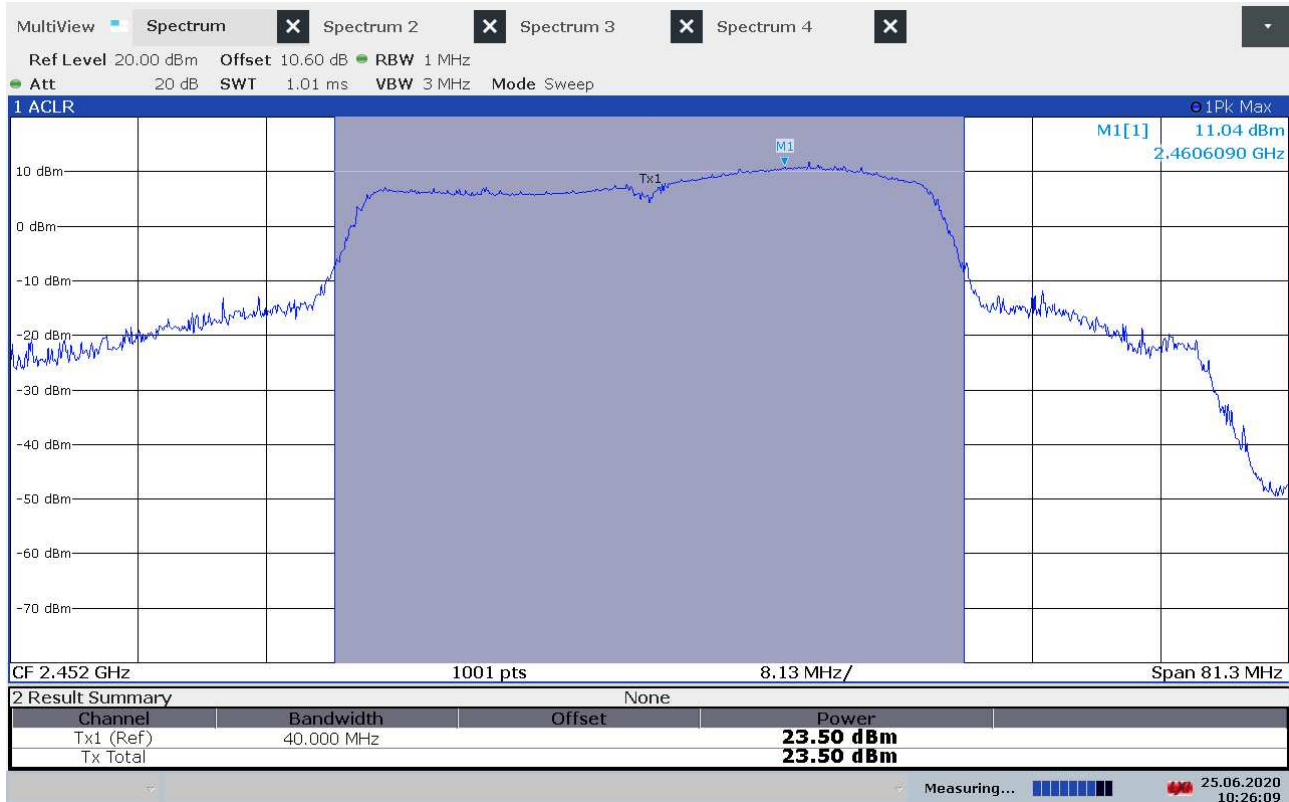 MultiView Spectrum Spectrum 2 Spectrum 3 Spectrum 4
Ref Level 20.00 dBm Offset 10.60 dB RBW 1 MHz
Att 20 dB SWT 1.01 ms VBW 3 MHz Mode Sweep
1 ACLR 1Pk Max
M1[1] 11.04 dBm
2.4606090 GHz
M1
10 dBm
Tx1
0 dBm
-10 dBm
-20 dBm
-30 dBm
-40 dBm
-50 dBm
-60 dBm
-70 dBm
CF 2.452 GHz 1001 pts 8.13 MHz/ Span 81.3 MHz
2 Result Summary None
Channel Bandwidth Offset Power
Tx1 (Ref) 40.000 MHz 23.50 dBm
Tx Total 23.50 dBm
Measuring... 25.06.2020
10:26:09